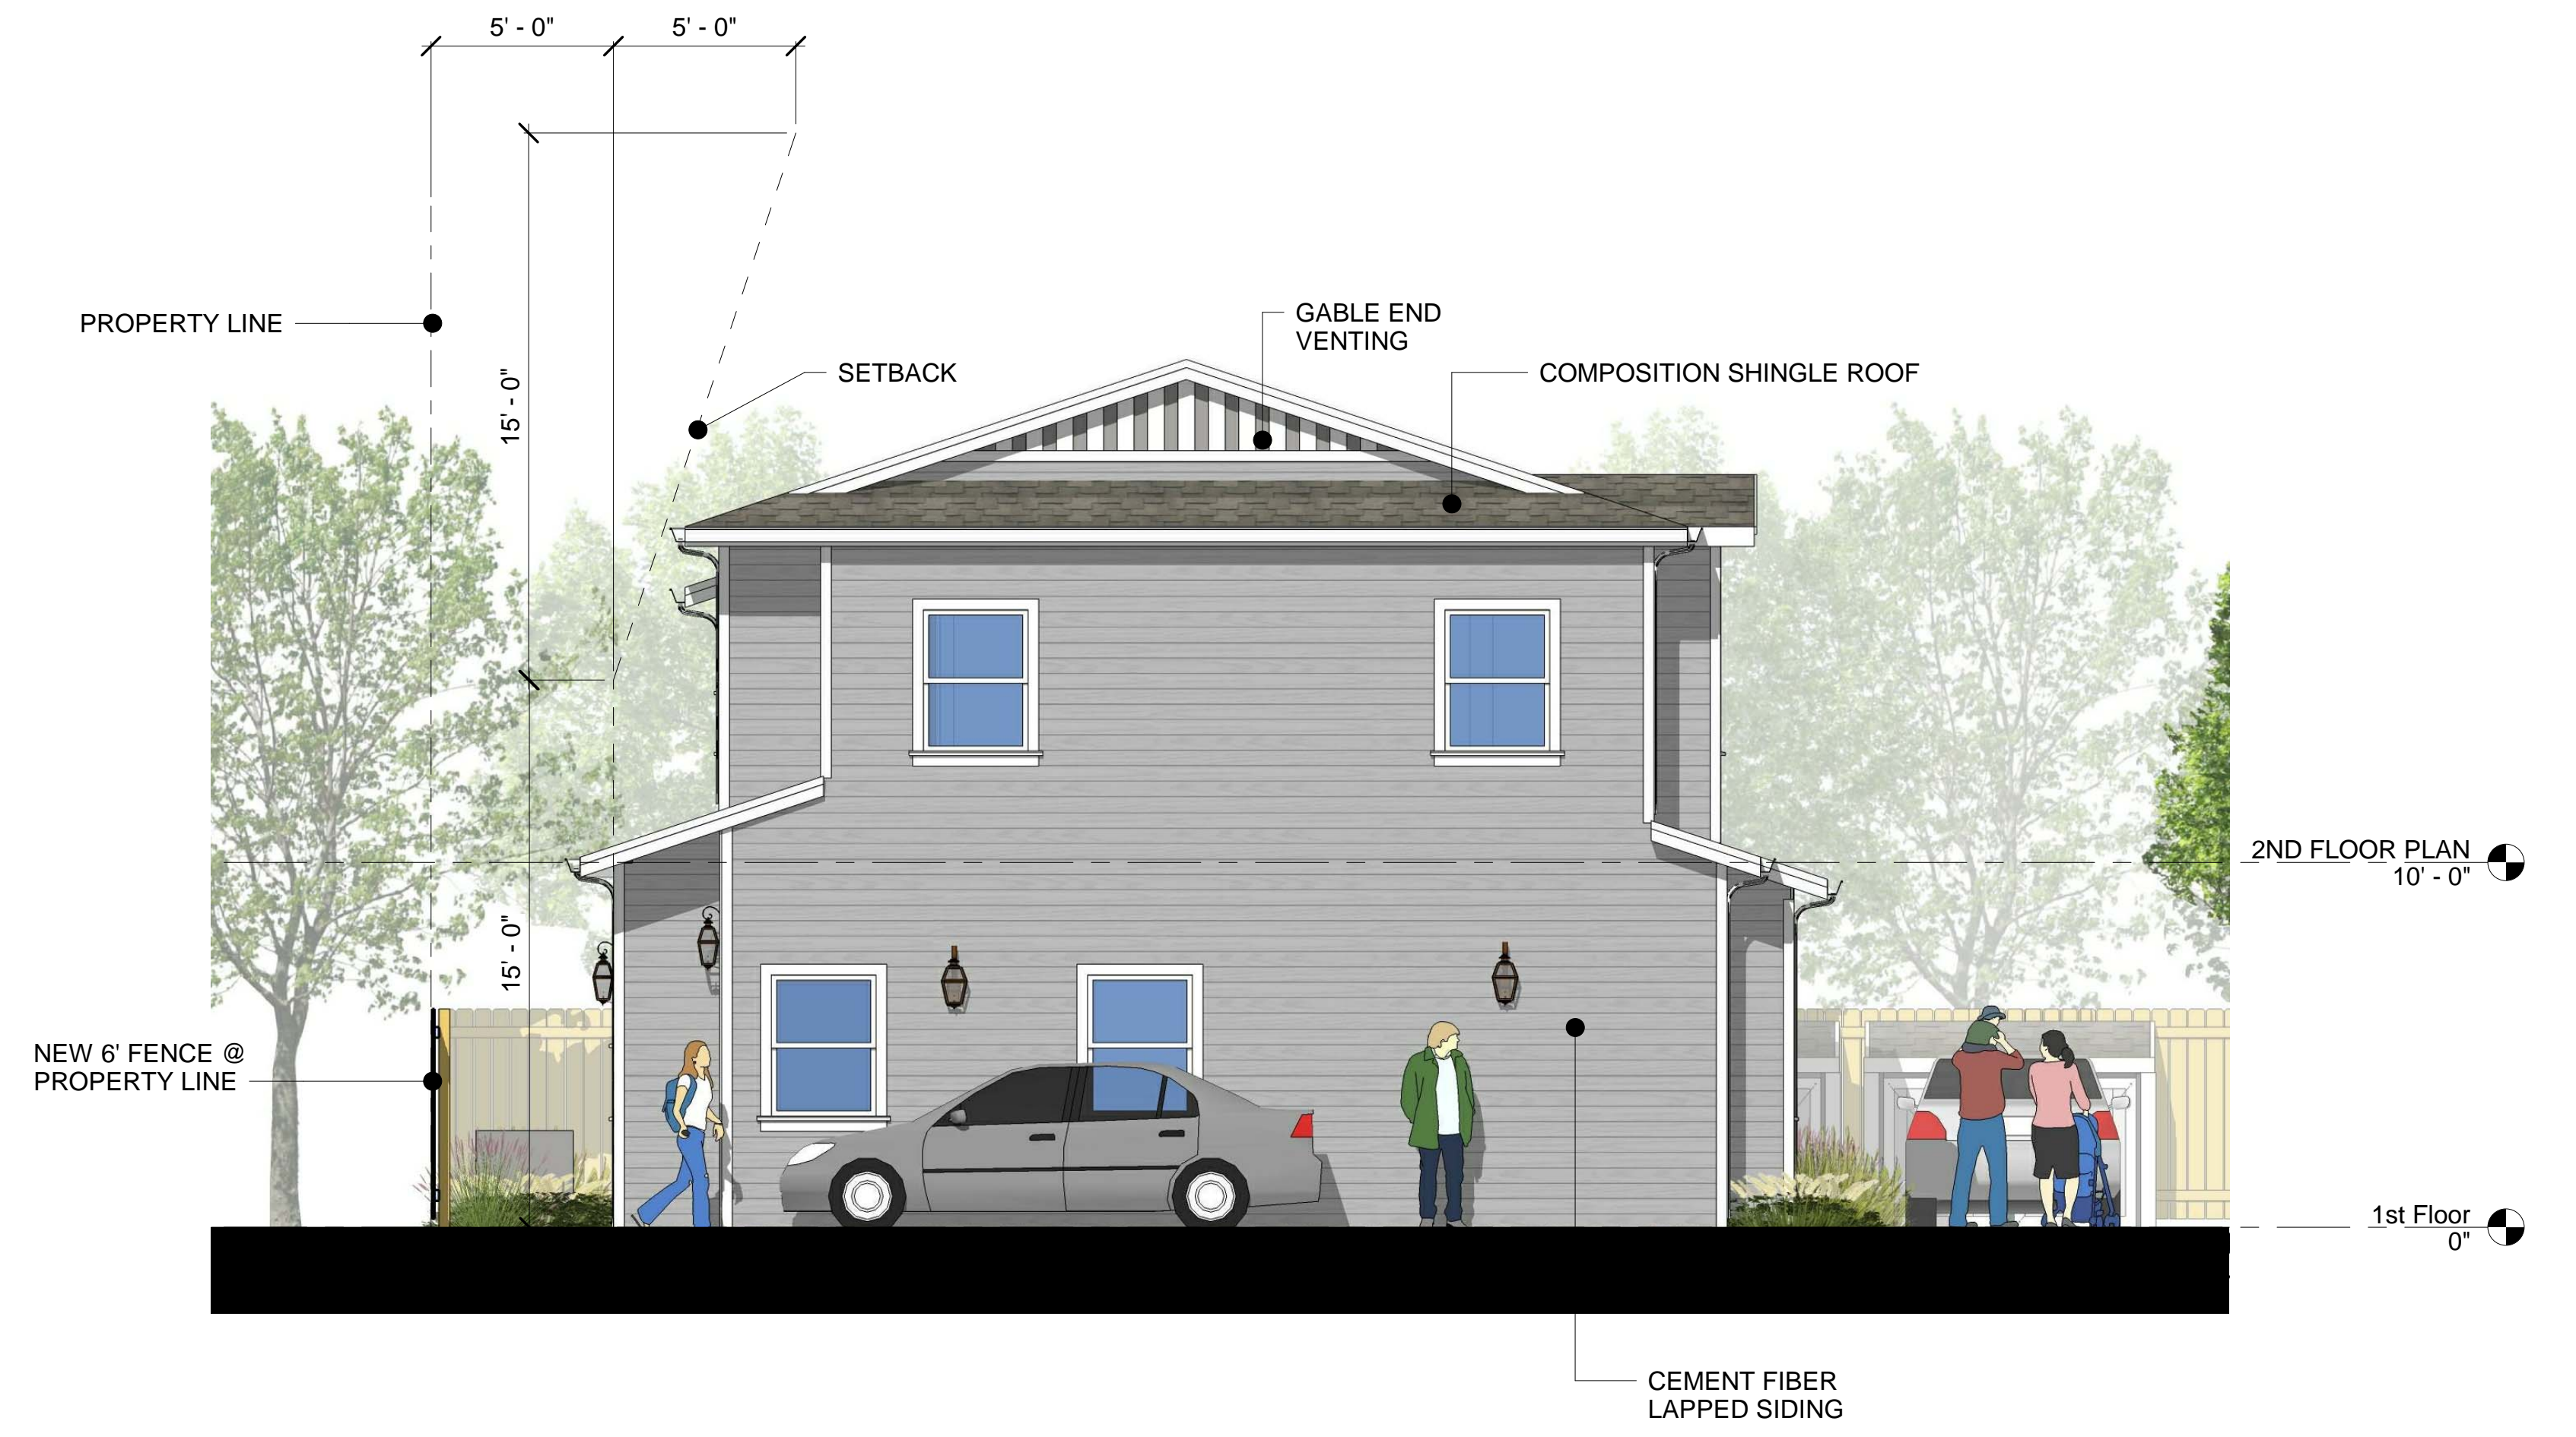 5' - 0"
5' - 0"
PROPERTY LINE
GABLE END
VENTING
SETBACK
COMPOSITION SHINGLE ROOF
15' - 0"
2ND FLOOR PLAN
10' - 0"
15' - 0"
NEW 6' FENCE @
PROPERTY LINE
1st Floor
0"
CEMENT FIBER
LAPPED SIDING